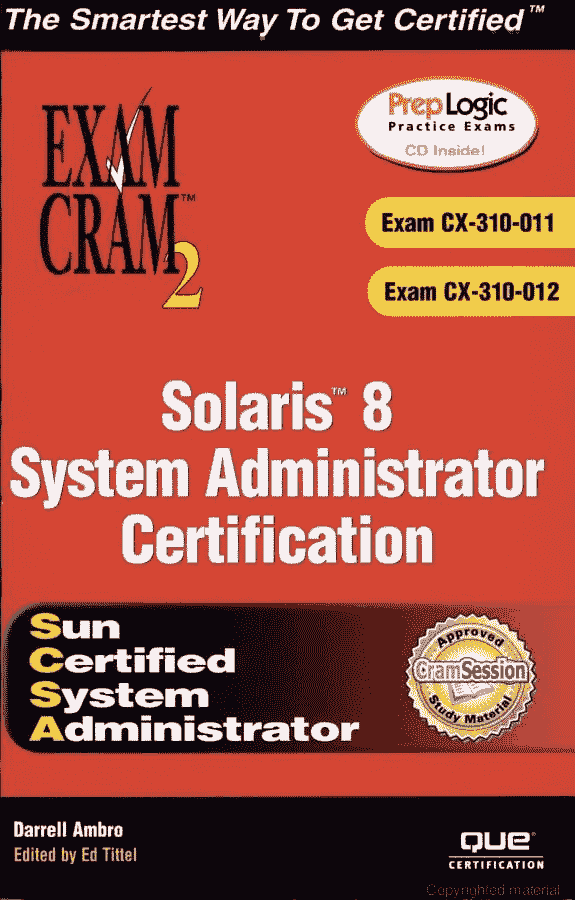 The Smartest Way To Get Certified™
EXAM
CRAM™
2
PrepLogic
Practice Exams
CD Inside!
Exam CX-310-011
Exam CX-310-012
Solaris™ 8
System Administrator
Certification
Sun
Certified
System
Administrator
Approved
CramSession
Study Material
Darrell Ambro
Edited by Ed Tittel
QUE®
CERTIFICATION
Copyrighted material